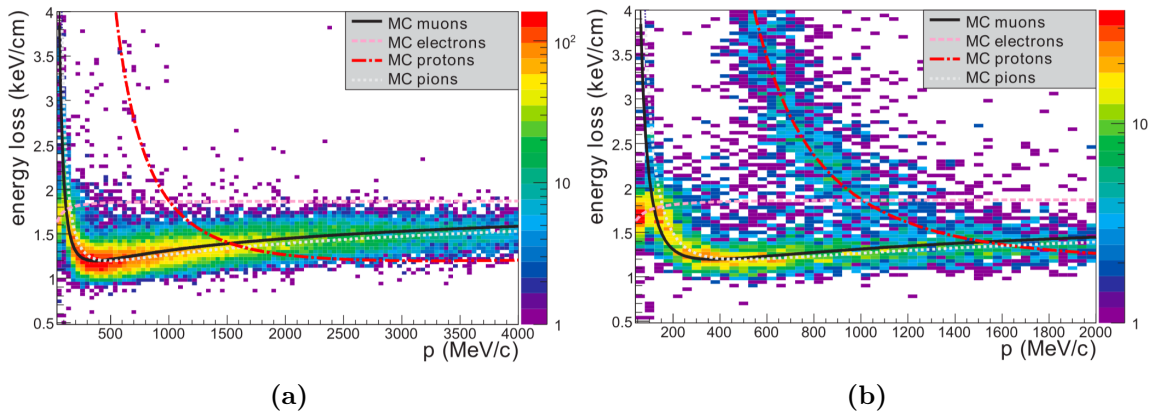 energy loss (keV/cm)
4
3.5
3
2.5
2
1.5
1
0.5
MC muons
MC electrons
MC protons
MC pions
10²
10
1
500 1000 1500 2000 2500 3000 3500 4000
p (MeV/c)
(a)
energy loss (keV/cm)
4
3.5
3
2.5
2
1.5
1
0.5
MC muons
MC electrons
MC protons
MC pions
10
1
200 400 600 800 1000 1200 1400 1600 1800 2000
p (MeV/c)
(b)